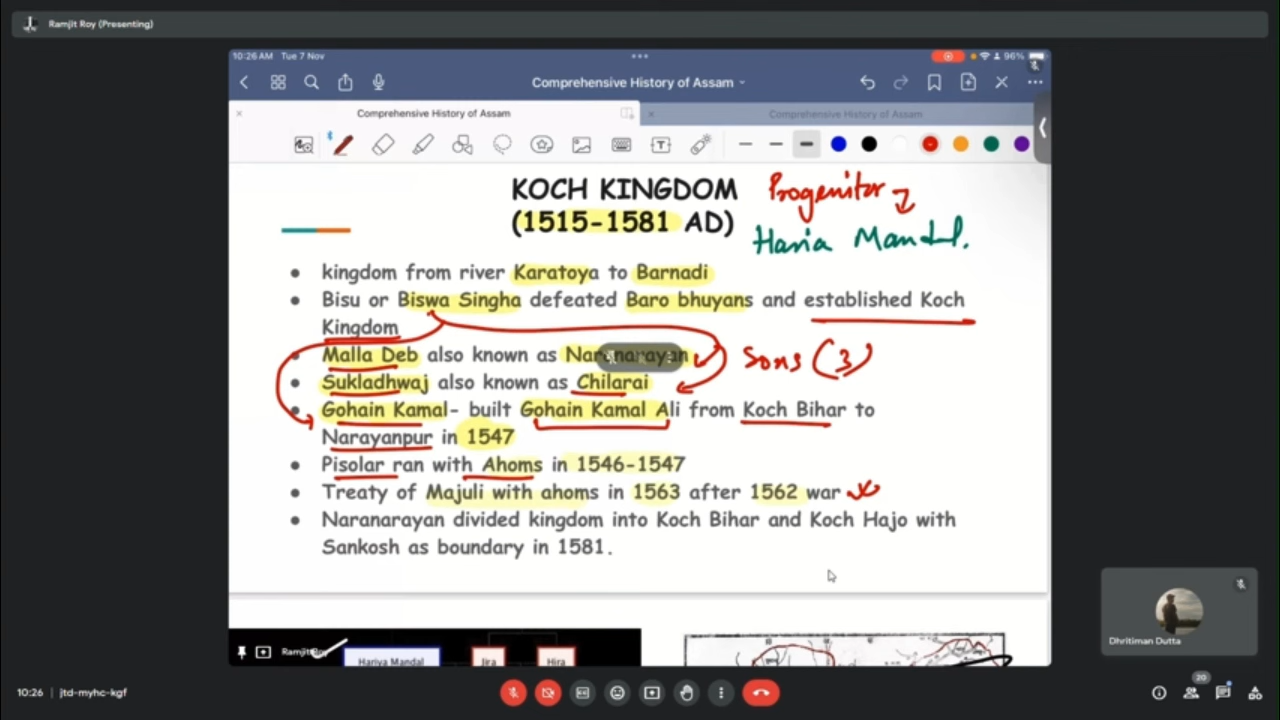 Ramjit Roy (Presenting)
10:26 AM Tue 7 Nov
96%
Comprehensive History of Assam
Comprehensive History of Assam
Comprehensive History of Assam
KOCH KINGDOM
(1515-1581 AD)
Progenitor
Haria Mandal.
• kingdom from river Karatoya to Barnadi
• Bisu or Biswa Singha defeated Baro bhuyans and established Koch
Kingdom
• Malla Deb also known as Naranarayan
Sons (3)
• Sukladhwaj also known as Chilarai
• Gohain Kamal- built Gohain Kamal Ali from Koch Bihar to
Narayanpur in 1547
• Pisolar ran with Ahoms in 1546-1547
• Treaty of Majuli with ahoms in 1563 after 1562 war
• Naranarayan divided kingdom into Koch Bihar and Koch Hajo with
Sankosh as boundary in 1581.
Ramjit Roy
Hariya Mandal
Jira
Hira
Dhritiman Dutta
10:26 | jtd-myhc-kgf
20